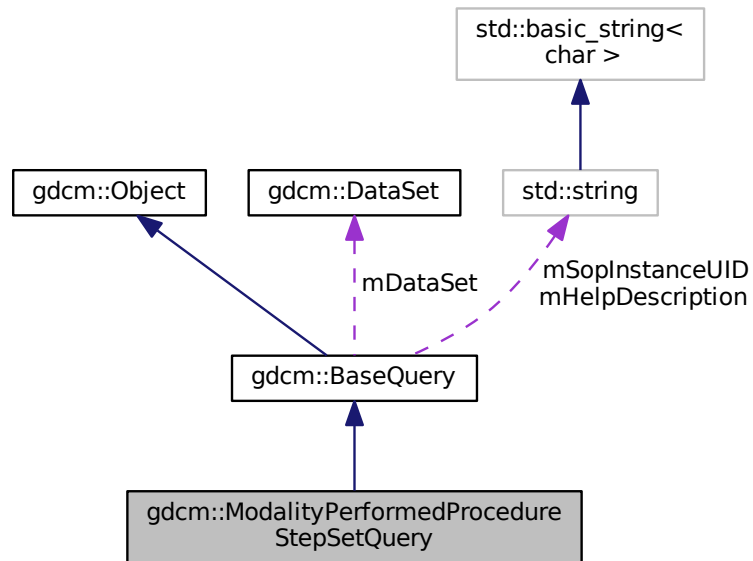 std::basic_string<
char >
gdcm::Object
gdcm::DataSet
std::string
mDataSet
mSopInstanceUID
mHelpDescription
gdcm::BaseQuery
gdcm::ModalityPerformedProcedure
StepSetQuery